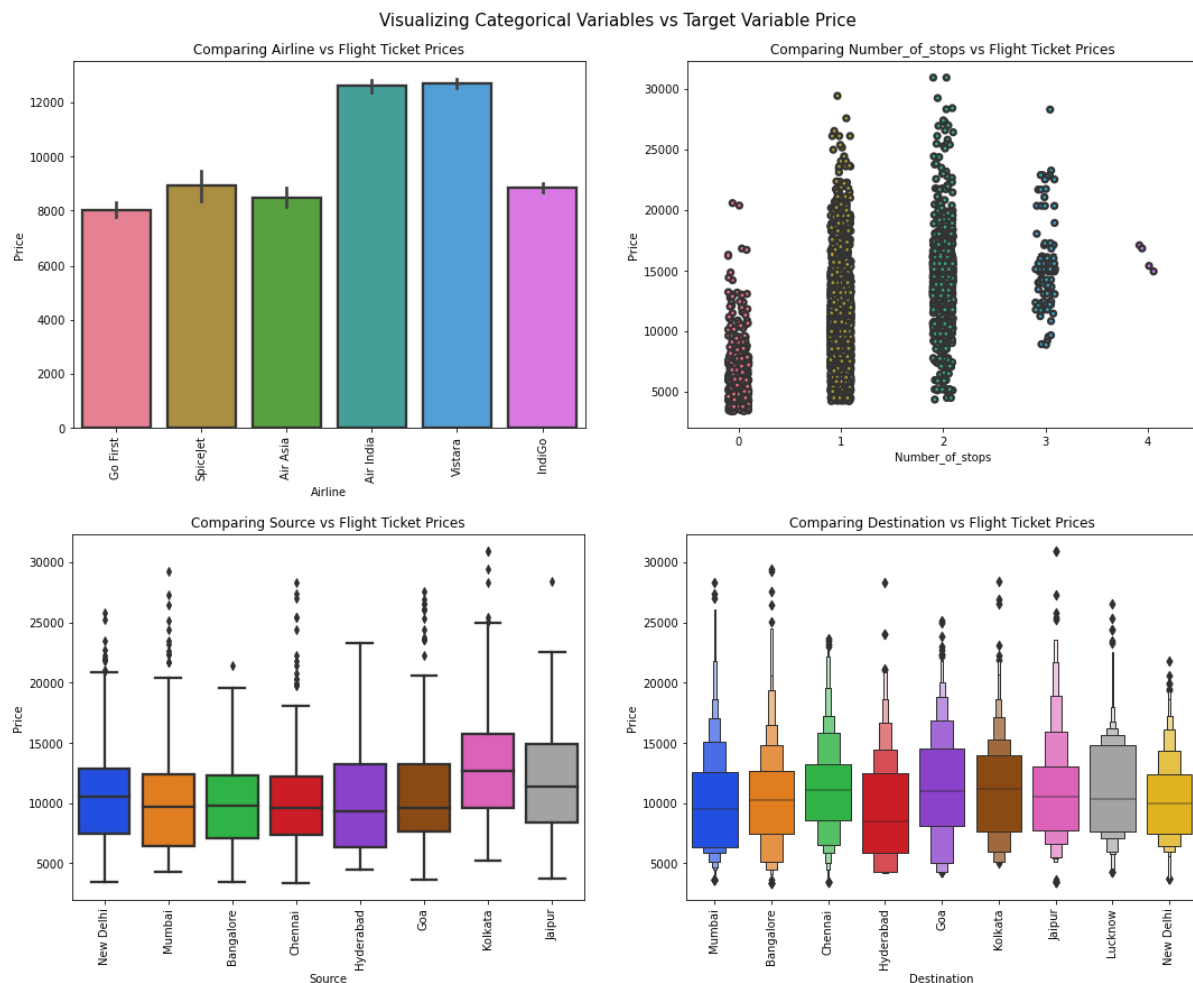 Visualizing Categorical Variables vs Target Variable Price
Comparing Airline vs Flight Ticket Prices
Price
12000
10000
8000
6000
4000
2000
0
Go First
SpiceJet
Air Asia
Air India
Vistara
IndiGo
Airline
Comparing Number_of_stops vs Flight Ticket Prices
Price
30000
25000
20000
15000
10000
5000
0
1
2
3
4
Number_of_stops
Comparing Source vs Flight Ticket Prices
Price
30000
25000
20000
15000
10000
5000
New Delhi
Mumbai
Bangalore
Chennai
Hyderabad
Goa
Kolkata
Jaipur
Source
Comparing Destination vs Flight Ticket Prices
Price
30000
25000
20000
15000
10000
5000
Mumbai
Bangalore
Chennai
Hyderabad
Goa
Kolkata
Jaipur
Lucknow
New Delhi
Destination